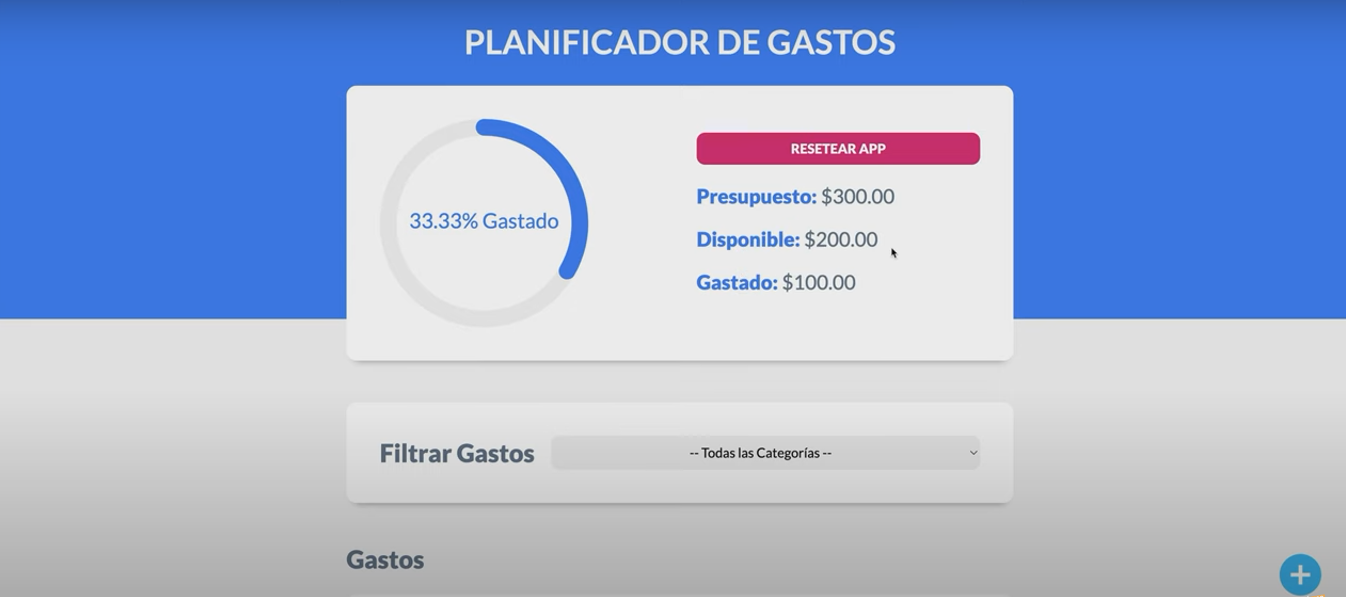 PLANIFICADOR DE GASTOS
33.33% Gastado
RESETEAR APP
Presupuesto: $300.00
Disponible: $200.00
Gastado: $100.00
Filtrar Gastos
-- Todas las Categorías --
Gastos